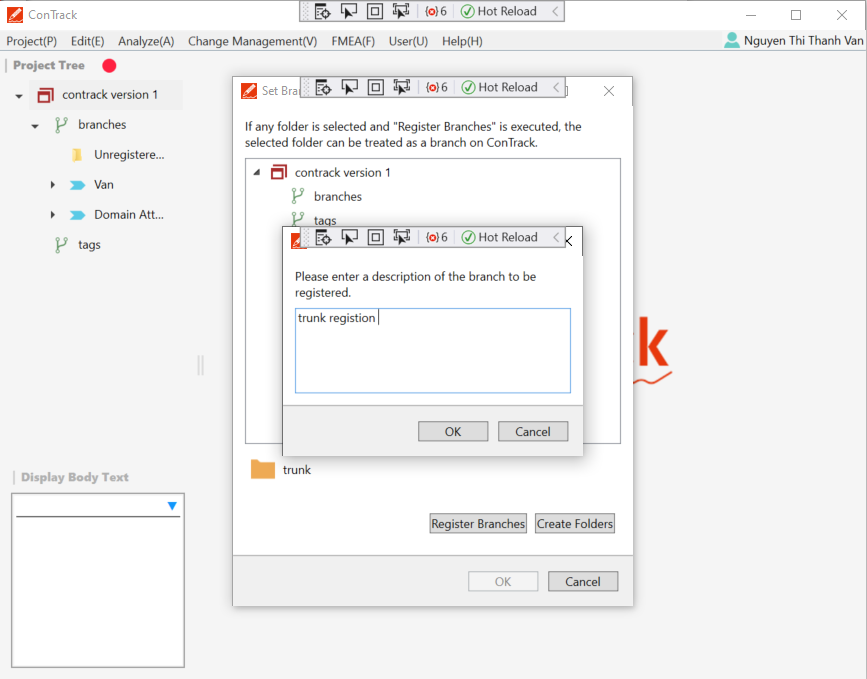 ConTrack
6 Hot Reload
Project(P) Edit(E) Analyze(A) Change Management(V) FMEA(F) User(U) Help(H) Nguyen Thi Thanh Van
Project Tree
contrack version 1
branches
Unregistere...
Van
Domain Att...
tags
Display Body Text
Set Bra
6 Hot Reload
If any folder is selected and "Register Branches" is executed, the
selected folder can be treated as a branch on ConTrack.
contrack version 1
branches
tags
6 Hot Reload
Please enter a description of the branch to be
registered.
trunk registion
OK Cancel
k
trunk
Register Branches Create Folders
OK Cancel